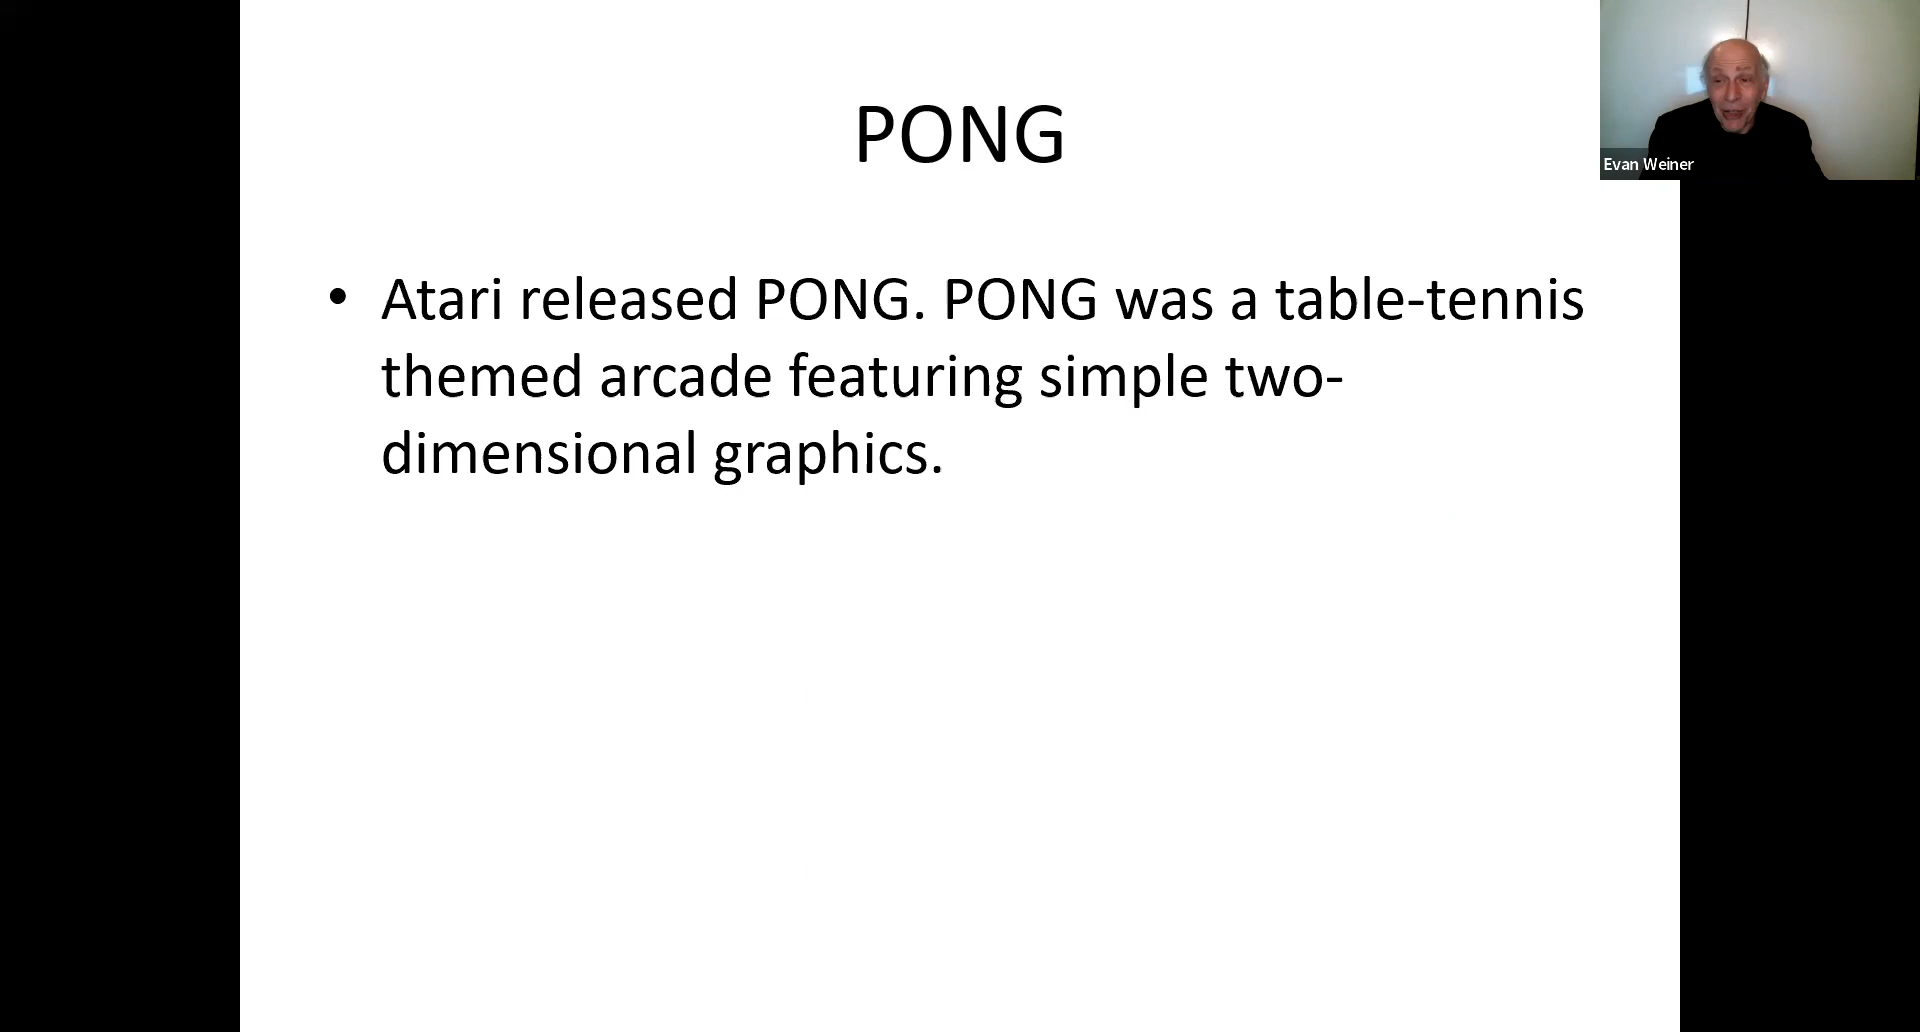 PONG
Evan Weiner
• Atari released PONG. PONG was a table-tennis
themed arcade featuring simple two-
dimensional graphics.